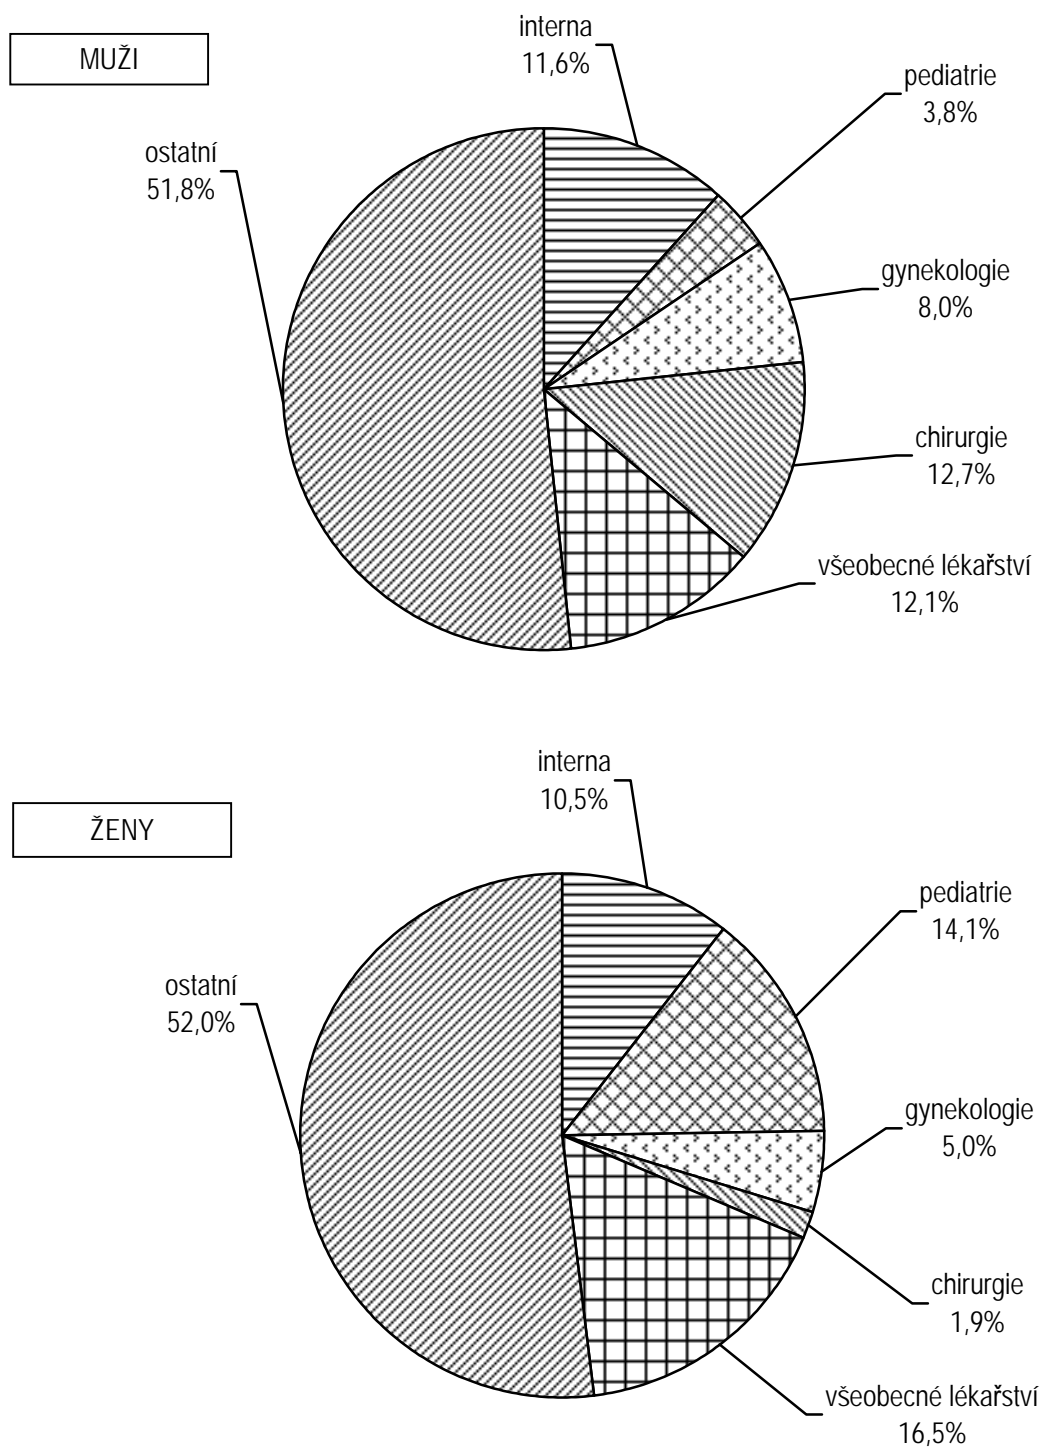 MUŽI
interna
11,6%
pediatrie
3,8%
ostatní
51,8%
gynekologie
8,0%
chirurgie
12,7%
všeobecné lékařství
12,1%
ŽENY
interna
10,5%
pediatrie
14,1%
ostatní
52,0%
gynekologie
5,0%
chirurgie
1,9%
všeobecné lékařství
16,5%